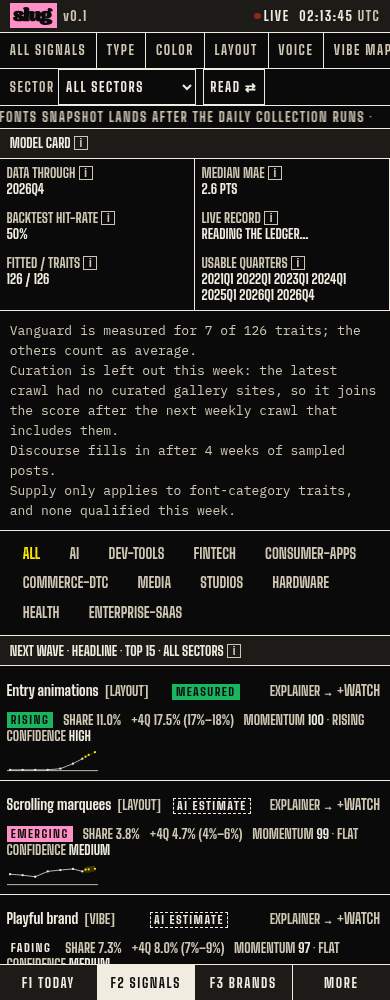 slug v0.1 LIVE 02:13:45 UTC
ALL SIGNALS TYPE COLOR LAYOUT VOICE VIBE MAP
SECTOR ALL SECTORS READ ⇄
FONTS SNAPSHOT LANDS AFTER THE DAILY COLLECTION RUNS ·
MODEL CARD i
DATA THROUGH i
2026Q4
MEDIAN MAE i
2.6 PTS
BACKTEST HIT-RATE i
50%
LIVE RECORD i
READING THE LEDGER…
FITTED / TRAITS i
126 / 126
USABLE QUARTERS i
2021Q1 2022Q1 2023Q1 2024Q1
2025Q1 2026Q1 2026Q4
Vanguard is measured for 7 of 126 traits; the
others count as average.
Curation is left out this week: the latest
crawl had no curated gallery sites, so it joins
the score after the next weekly crawl that
includes them.
Discourse fills in after 4 weeks of sampled
posts.
Supply only applies to font-category traits,
and none qualified this week.
ALL AI DEV-TOOLS FINTECH CONSUMER-APPS
COMMERCE-DTC MEDIA STUDIOS HARDWARE
HEALTH ENTERPRISE-SAAS
NEXT WAVE · HEADLINE · TOP 15 · ALL SECTORS i
Entry animations [LAYOUT] MEASURED EXPLAINER → +WATCH
RISING SHARE 11.0% +4Q 17.5% (17%–18%) MOMENTUM 100 · RISING
CONFIDENCE HIGH
Scrolling marquees [LAYOUT] AI ESTIMATE EXPLAINER → +WATCH
EMERGING SHARE 3.8% +4Q 4.7% (4%–6%) MOMENTUM 99 · FLAT
CONFIDENCE MEDIUM
Playful brand [VIBE] AI ESTIMATE EXPLAINER → +WATCH
FADING SHARE 7.3% +4Q 8.0% (7%–9%) MOMENTUM 97 · FLAT
CONFIDENCE MEDIUM
F1 TODAY F2 SIGNALS F3 BRANDS MORE